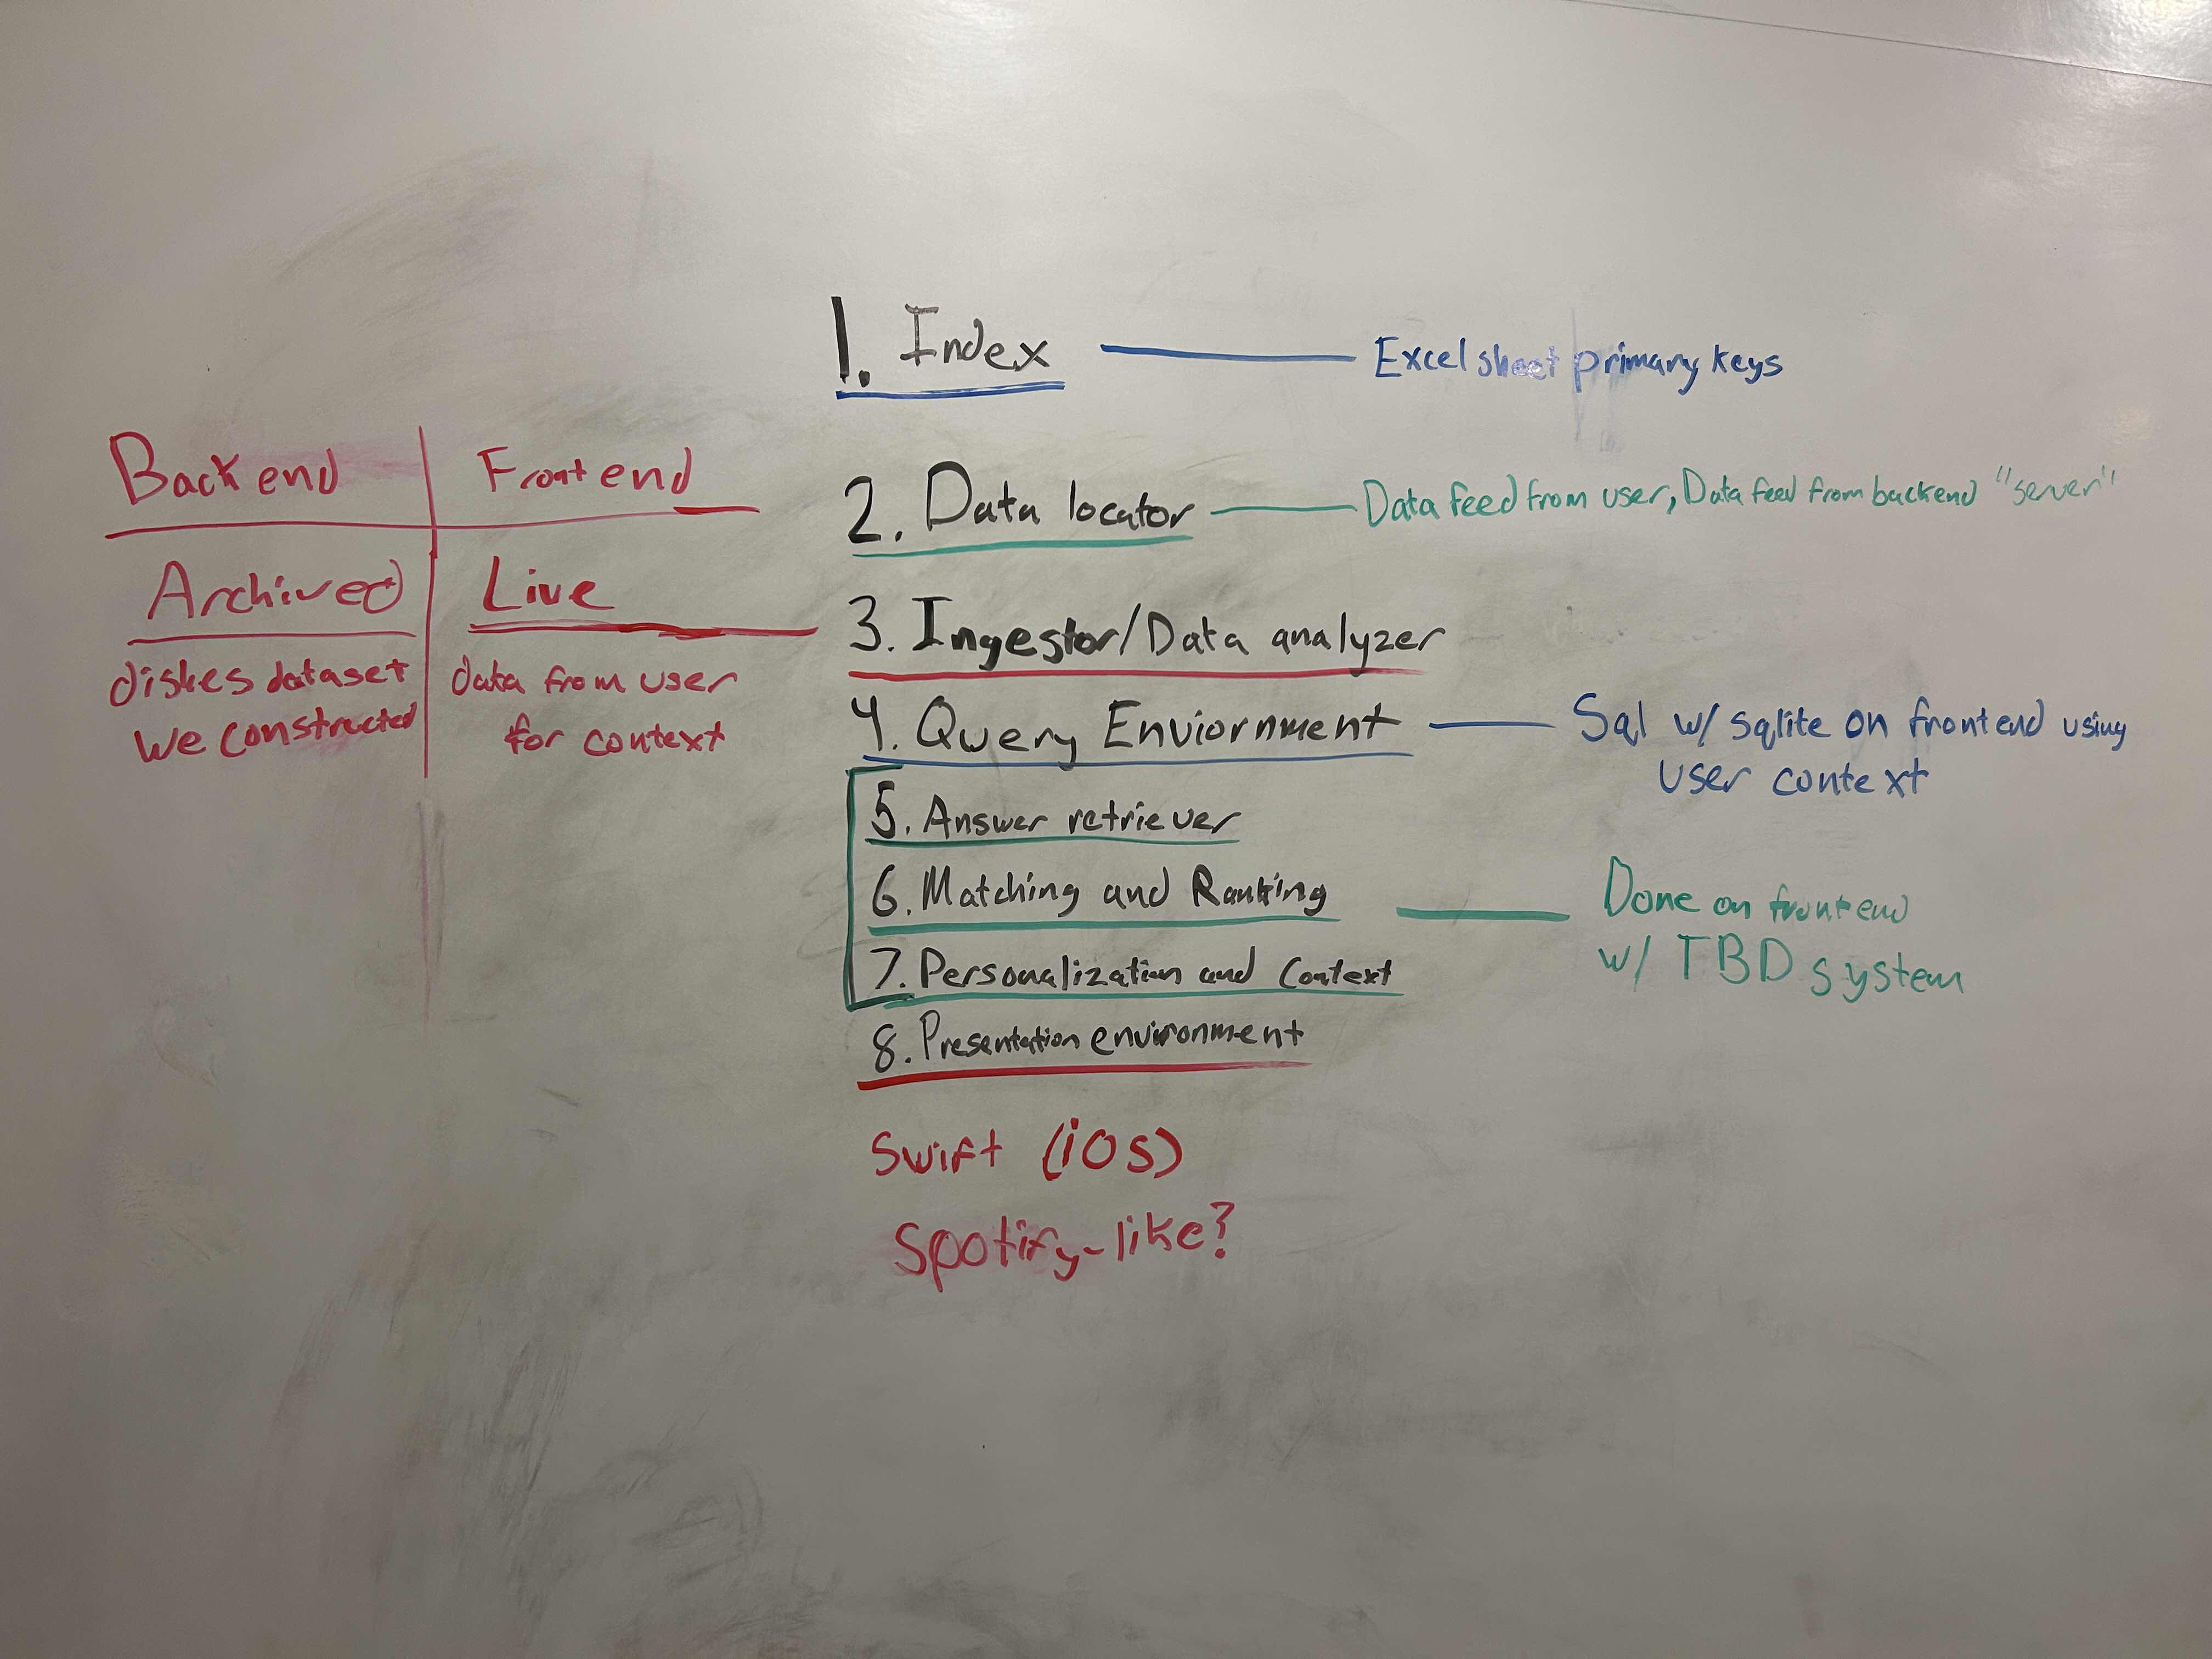 1. Index
Excel sheet primary keys
Backend
Frontend
2. Data locator
Data feed from user, Data feed from backend "server"
Archived
Live
dishes dataset
we constructed
data from user
for context
3. Ingestor/Data analyzer
4. Query Enviornment
Sql w/ sqlite on frontend using
user context
5. Answer retriever
6. Matching and Ranking
7. Personalization and Context
Done on frontend
w/ TBD system
8. Presentation environment
Swift (iOS)
Spotify-like?